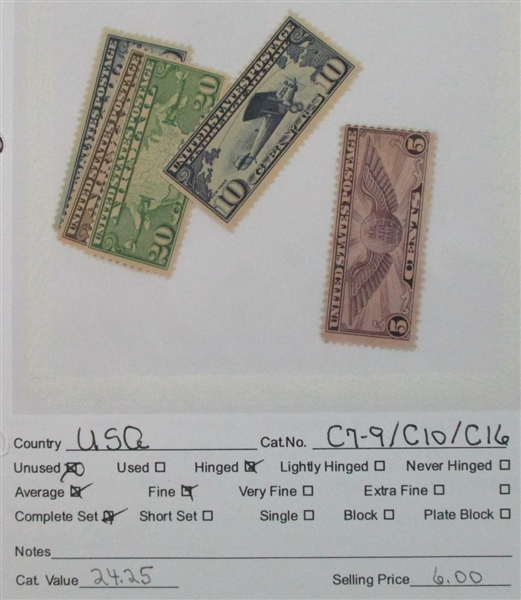 UNITED STATES POSTAGE
20
20
UNITED STATES POSTAGE
10
10
UNITED STATES POSTAGE
5
5
Country USA Cat.No. C7-9/C10/C16
Unused ☒ Used ☐ Hinged ☒ Lightly Hinged ☐ Never Hinged ☐
Average ☒ Fine ☒ Very Fine ☐ Extra Fine ☐ ☐
Complete Set ☒ Short Set ☐ Single ☐ Block ☐ Plate Block ☐
Notes
Cat. Value 24.25 Selling Price 6.00